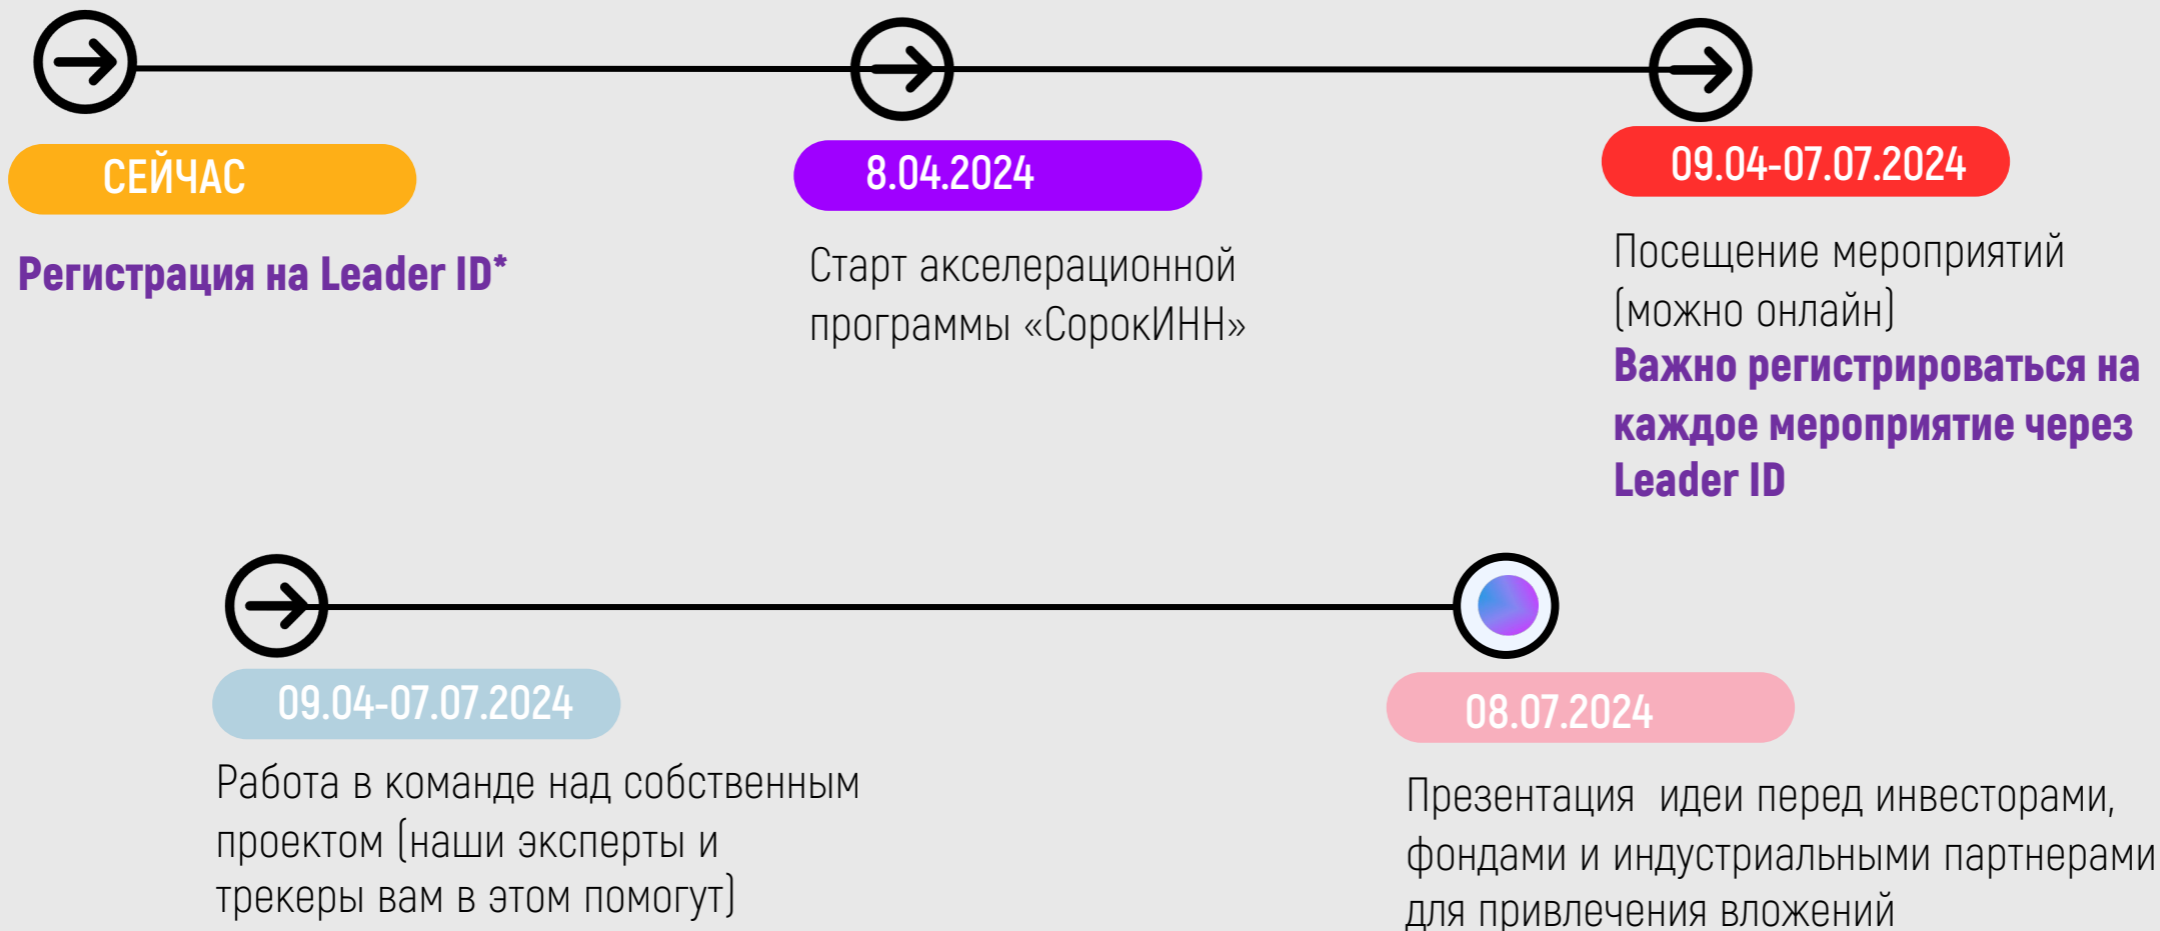 СЕЙЧАС
Регистрация на Leader ID*
8.04.2024
Старт акселерационной
программы «СорокИНН»
09.04-07.07.2024
Посещение мероприятий
(можно онлайн)
Важно регистрироваться на
каждое мероприятие через
Leader ID
09.04-07.07.2024
Работа в команде над собственным
проектом (наши эксперты и
трекеры вам в этом помогут)
08.07.2024
Презентация  идеи перед инвесторами,
фондами и индустриальными партнерами
для привлечения вложений